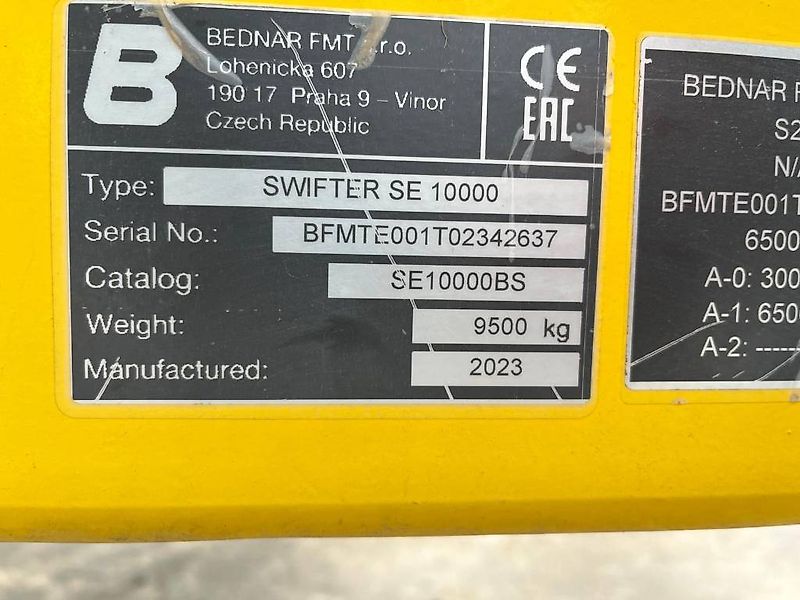 B
BEDNAR FMT s.r.o.
Lohenicka 607
190 17 Praha 9 – Vinor
Czech Republic
CE
EAC
Type: SWIFTER SE 10000
Serial No.: BFMTE001T02342637
Catalog: SE10000BS
Weight: 9500 kg
Manufactured: 2023
BEDNAR
S2
N/
BFMTE001T
6500
A-0: 300
A-1: 650
A-2: ------